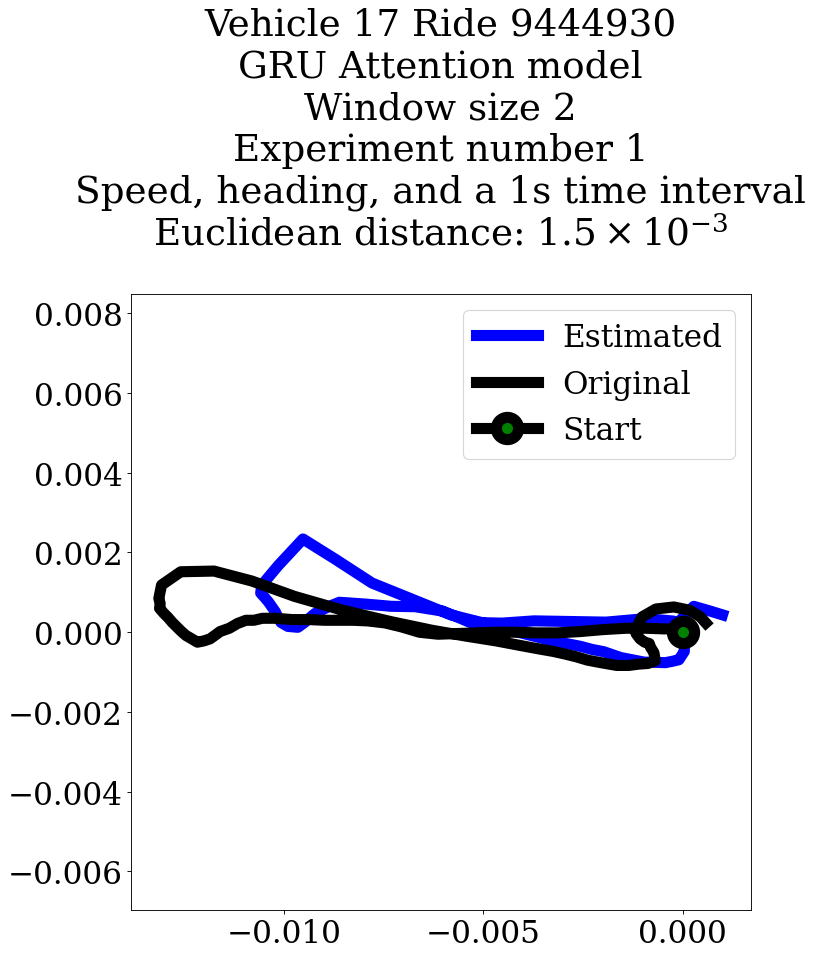 Vehicle 17 Ride 9444930
GRU Attention model
Window size 2
Experiment number 1
Speed, heading, and a 1s time interval
Euclidean distance: 1.5 × 10⁻³
0.008
0.006
0.004
0.002
0.000
−0.002
−0.004
−0.006
Estimated
Original
Start
−0.010
−0.005
0.000